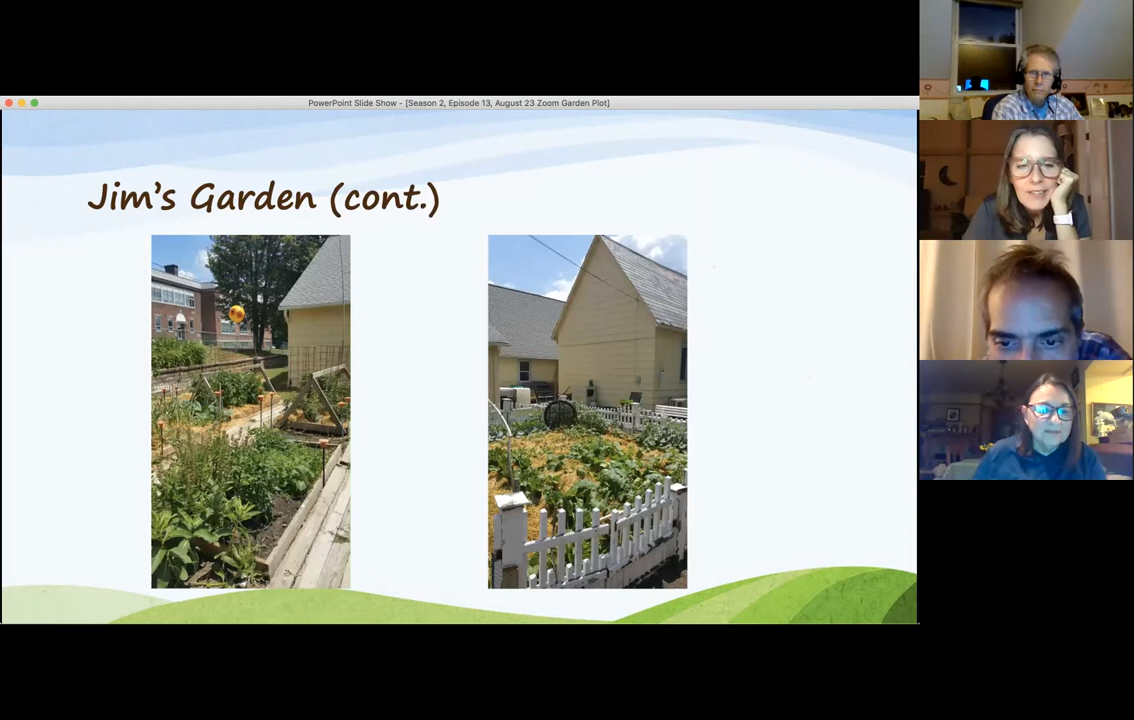 PowerPoint Slide Show - [Season 2, Episode 13, August 23 Zoom Garden Plot]
Jim's Garden (cont.)